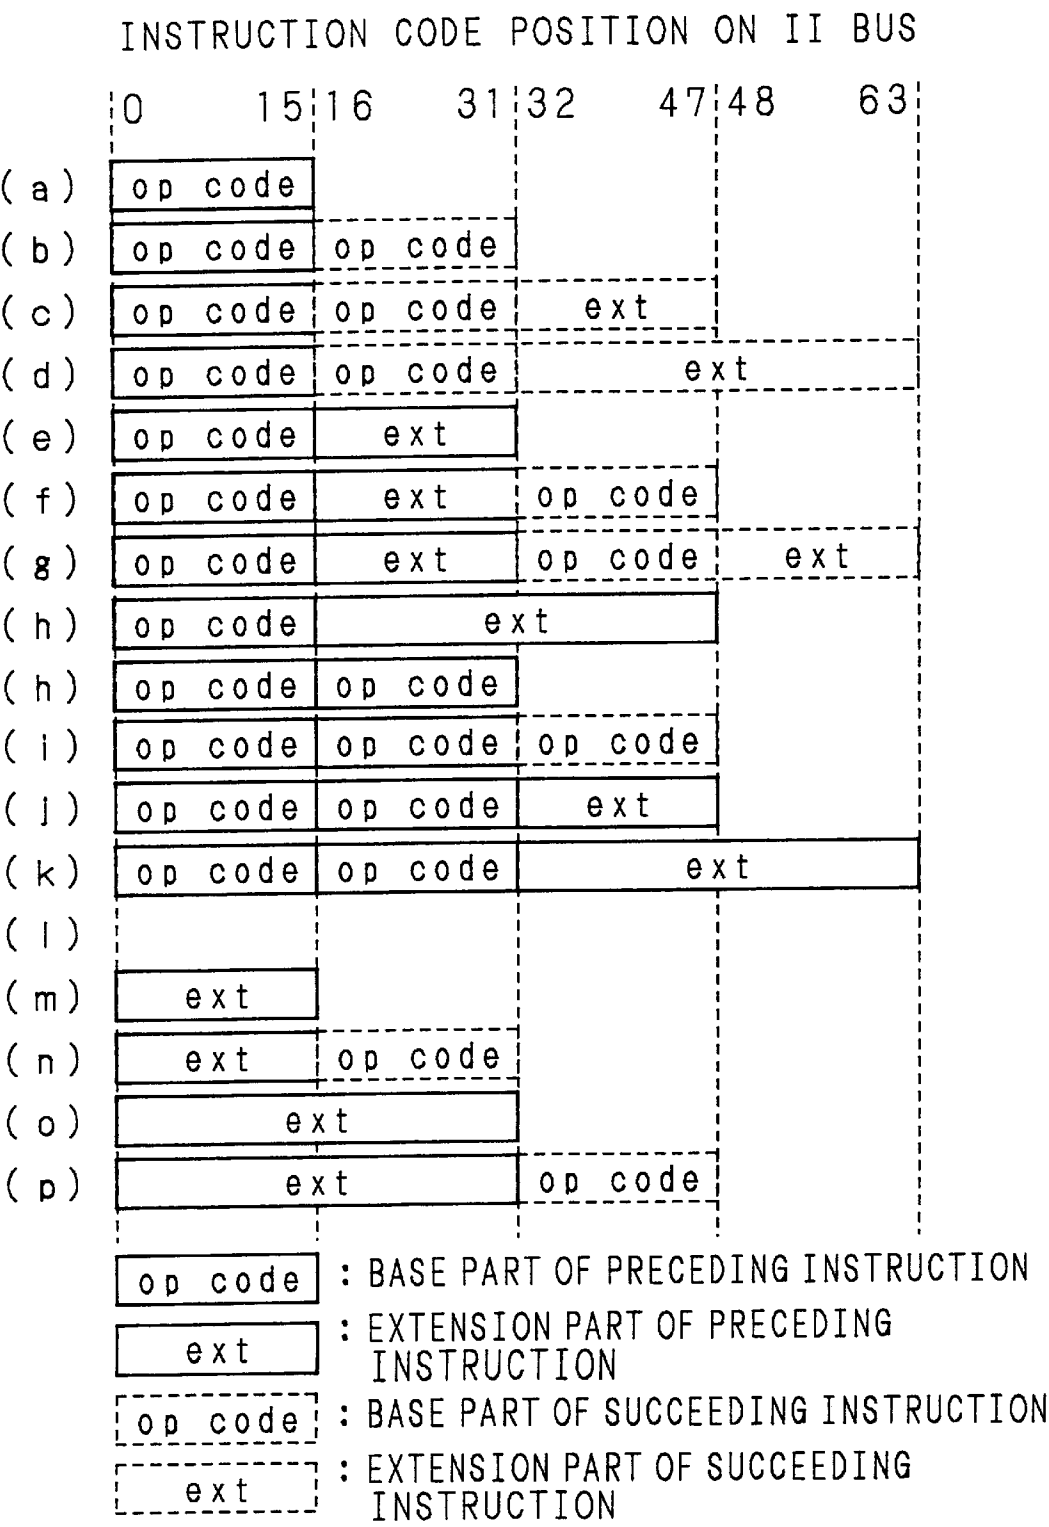 INSTRUCTION CODE POSITION ON II BUS
0 15 16 31 32 47 48 63
(a) op code
(b) op code op code
(c) op code op code ext
(d) op code op code ext
(e) op code ext
(f) op code ext op code
(g) op code ext op code ext
(h) op code ext
(h) op code op code
(i) op code op code op code
(j) op code op code ext
(k) op code op code ext
(l)
(m) ext
(n) ext op code
(o) ext
(p) ext op code
op code : BASE PART OF PRECEDING INSTRUCTION
ext : EXTENSION PART OF PRECEDING
INSTRUCTION
op code : BASE PART OF SUCCEEDING INSTRUCTION
ext : EXTENSION PART OF SUCCEEDING
INSTRUCTION